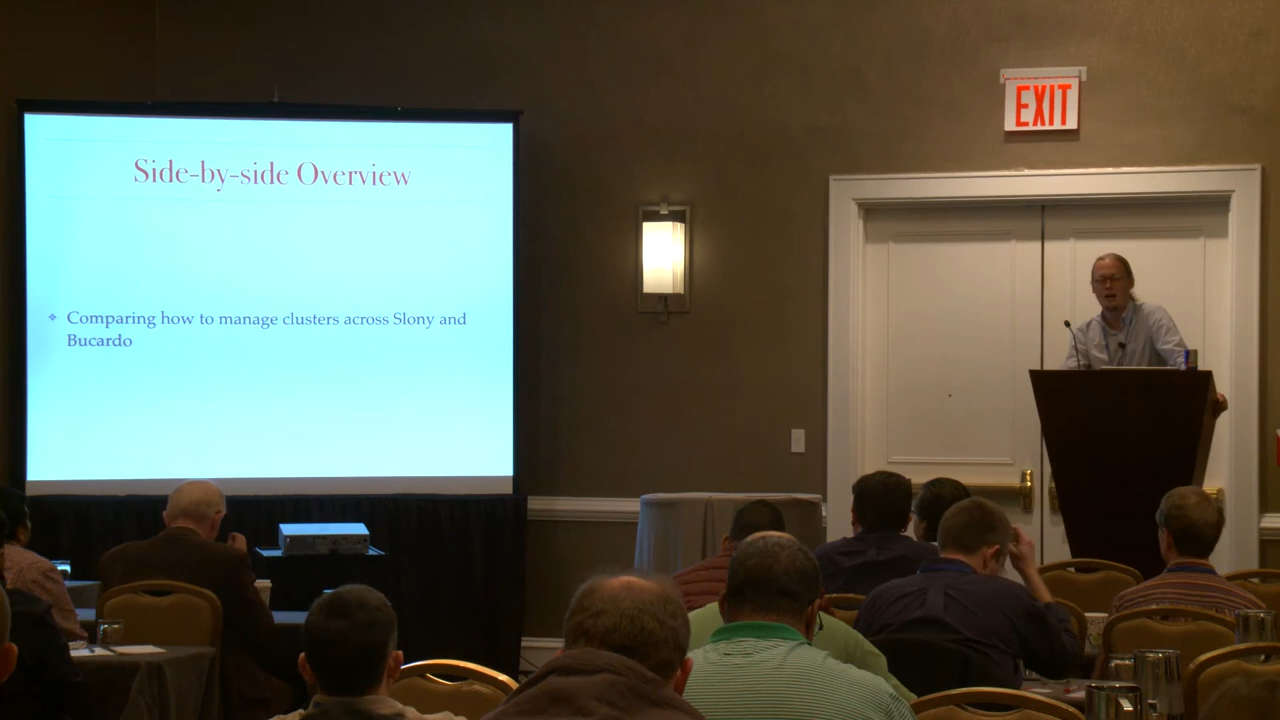 Side-by-side Overview
❖ Comparing how to manage clusters across Slony and
Bucardo
EXIT